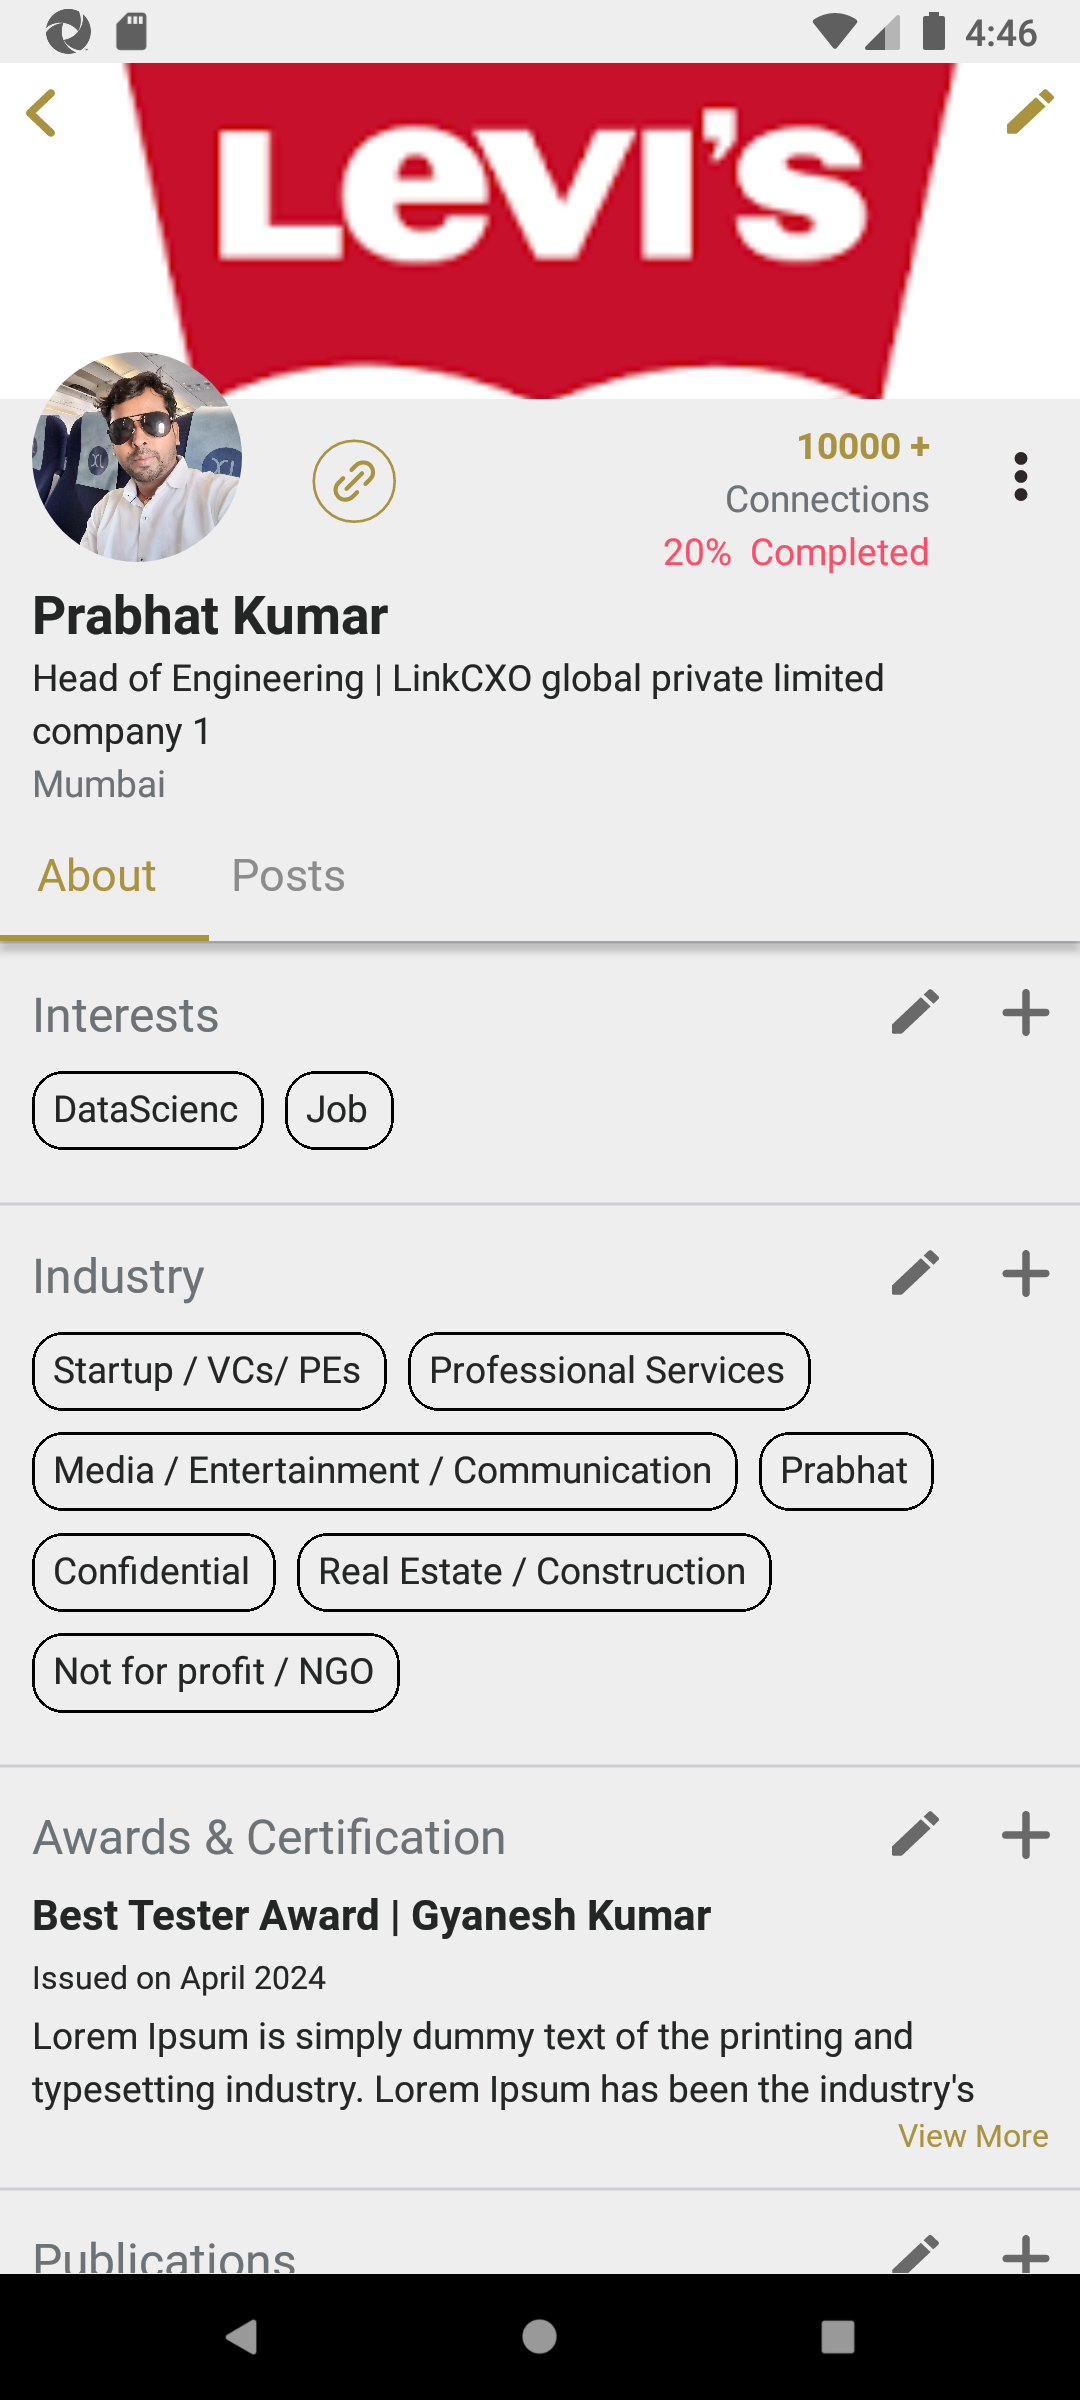 4:46
Levi's
10000 +
Connections
20% Completed
Prabhat Kumar
Head of Engineering | LinkCXO global private limited
company 1
Mumbai
About Posts
Interests
DataScienc Job
Industry
Startup / VCs/ PEs Professional Services
Media / Entertainment / Communication Prabhat
Confidential Real Estate / Construction
Not for profit / NGO
Awards & Certification
Best Tester Award | Gyanesh Kumar
Issued on April 2024
Lorem Ipsum is simply dummy text of the printing and
typesetting industry. Lorem Ipsum has been the industry's
View More
Publications